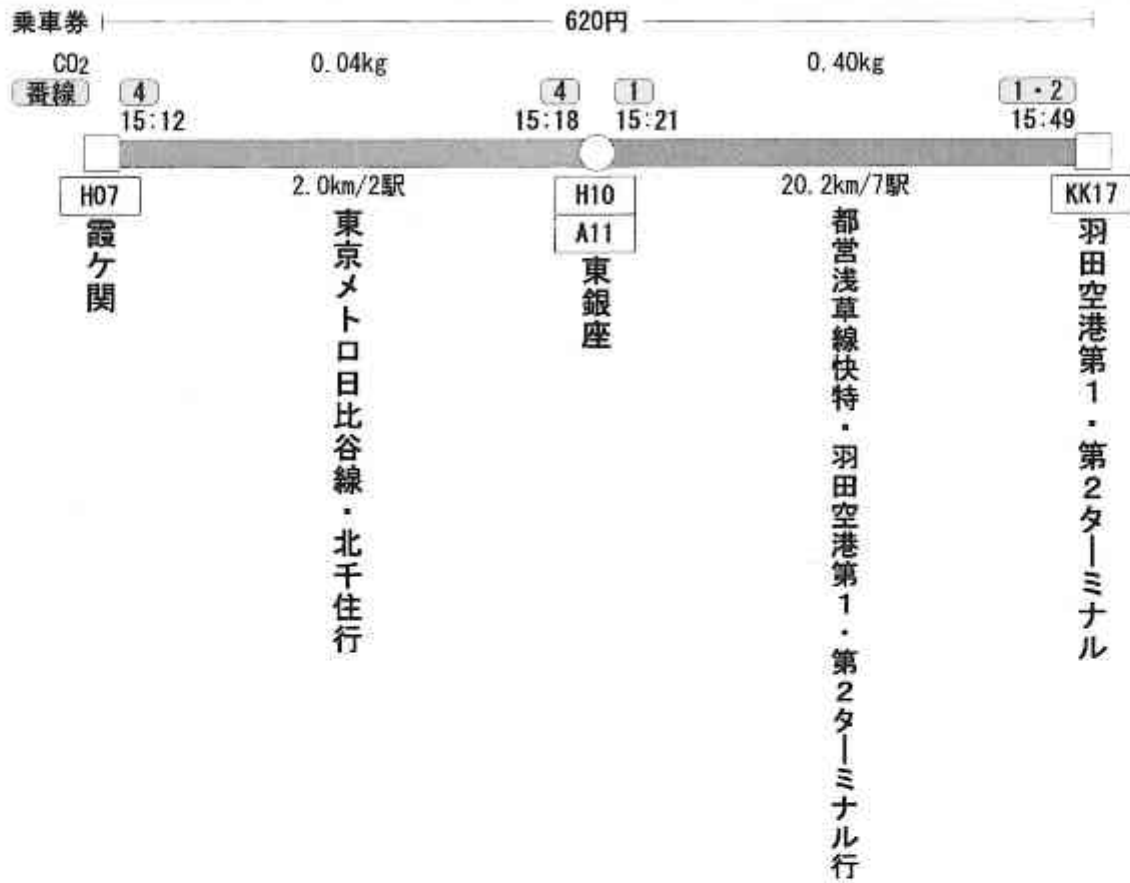 乗車券 620円
CO2 0.04kg 0.40kg
番線 4 4 1 1・2
15:12 15:18 15:21 15:49
2.0km/2駅 20.2km/7駅
H07 H10 KK17
A11
霞ケ関
東京メトロ日比谷線・北千住行
東銀座
都営浅草線快特・羽田空港第1・第2ターミナル行
羽田空港第1・第2ターミナル